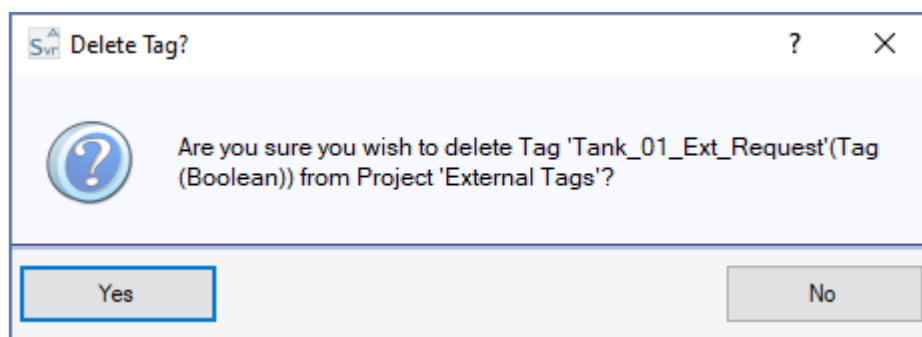 Svr Delete Tag?
Are you sure you wish to delete Tag 'Tank_01_Ext_Request'(Tag
(Boolean)) from Project 'External Tags'?
Yes No